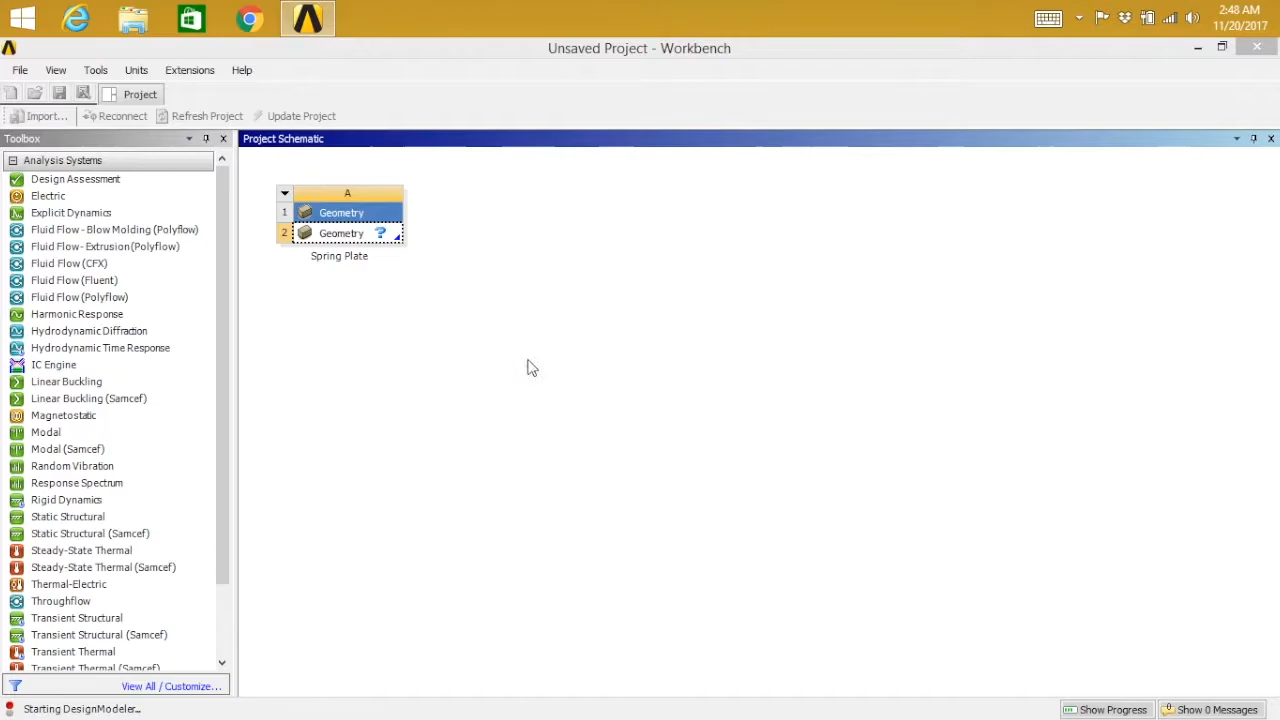 2:48 AM
11/20/2017
Unsaved Project - Workbench
File View Tools Units Extensions Help
Project
Import... Reconnect Refresh Project Update Project
Toolbox
Project Schematic
Analysis Systems
Design Assessment
Electric
Explicit Dynamics
Fluid Flow - Blow Molding (Polyflow)
Fluid Flow - Extrusion (Polyflow)
Fluid Flow (CFX)
Fluid Flow (Fluent)
Fluid Flow (Polyflow)
Harmonic Response
Hydrodynamic Diffraction
Hydrodynamic Time Response
IC Engine
Linear Buckling
Linear Buckling (Samcef)
Magnetostatic
Modal
Modal (Samcef)
Random Vibration
Response Spectrum
Rigid Dynamics
Static Structural
Static Structural (Samcef)
Steady-State Thermal
Steady-State Thermal (Samcef)
Thermal-Electric
Throughflow
Transient Structural
Transient Structural (Samcef)
Transient Thermal
Transient Thermal (Samcef)
View All / Customize...
A
1 Geometry
2 Geometry ?
Spring Plate
Starting DesignModeler...
Show Progress
Show 0 Messages